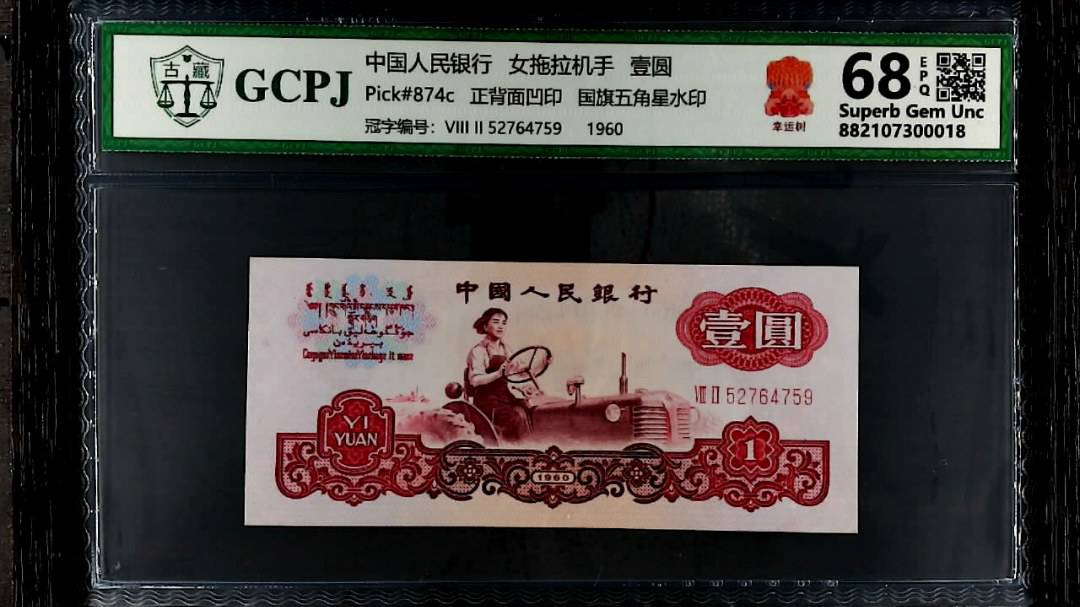 古 藏
GCPJ
中国人民银行 女拖拉机手 壹圆
Pick#874c 正背面凹印 国旗五角星水印
冠字编号：VIII II 52764759 1960
幸运树
68 EPQ
Superb Gem Unc
882107300018
中國人民銀行
壹圓
VIII II 52764759
YI
YUAN
1960
1